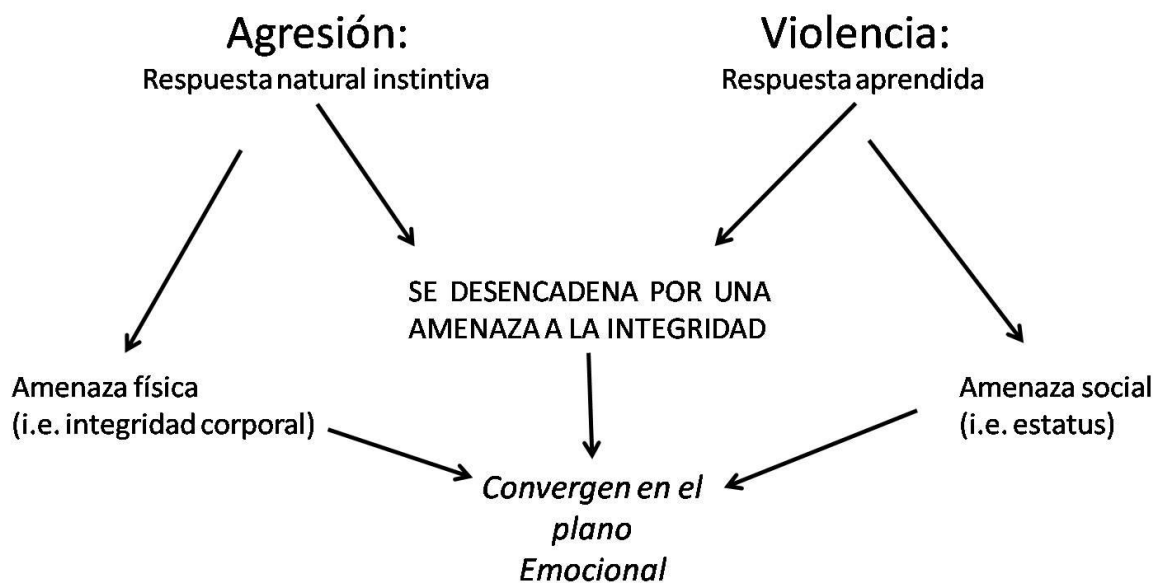 Agresión:
Respuesta natural instintiva
Violencia:
Respuesta aprendida
SE DESENCADENA POR UNA
AMENAZA A LA INTEGRIDAD
Amenaza física
(i.e. integridad corporal)
Amenaza social
(i.e. estatus)
Convergen en el
plano
Emocional